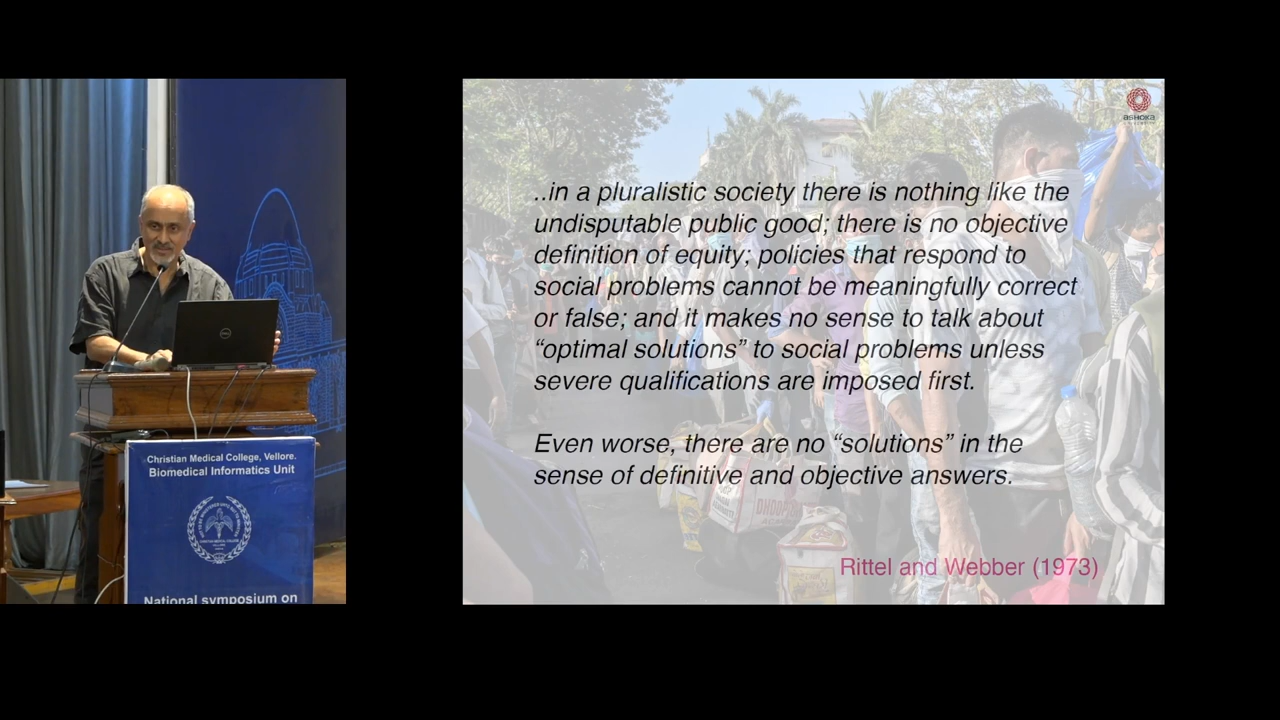 Christian Medical College, Vellore.
Biomedical Informatics Unit
National symposium on
DELL
ASHOKA
..in a pluralistic society there is nothing like the
undisputable public good; there is no objective
definition of equity; policies that respond to
social problems cannot be meaningfully correct
or false; and it makes no sense to talk about
“optimal solutions” to social problems unless
severe qualifications are imposed first.
Even worse, there are no “solutions” in the
sense of definitive and objective answers.
Rittel and Webber (1973)